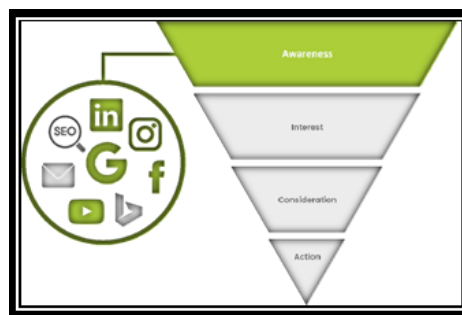 Awareness
in
SEO
G
f
Interest
Consideration
Action